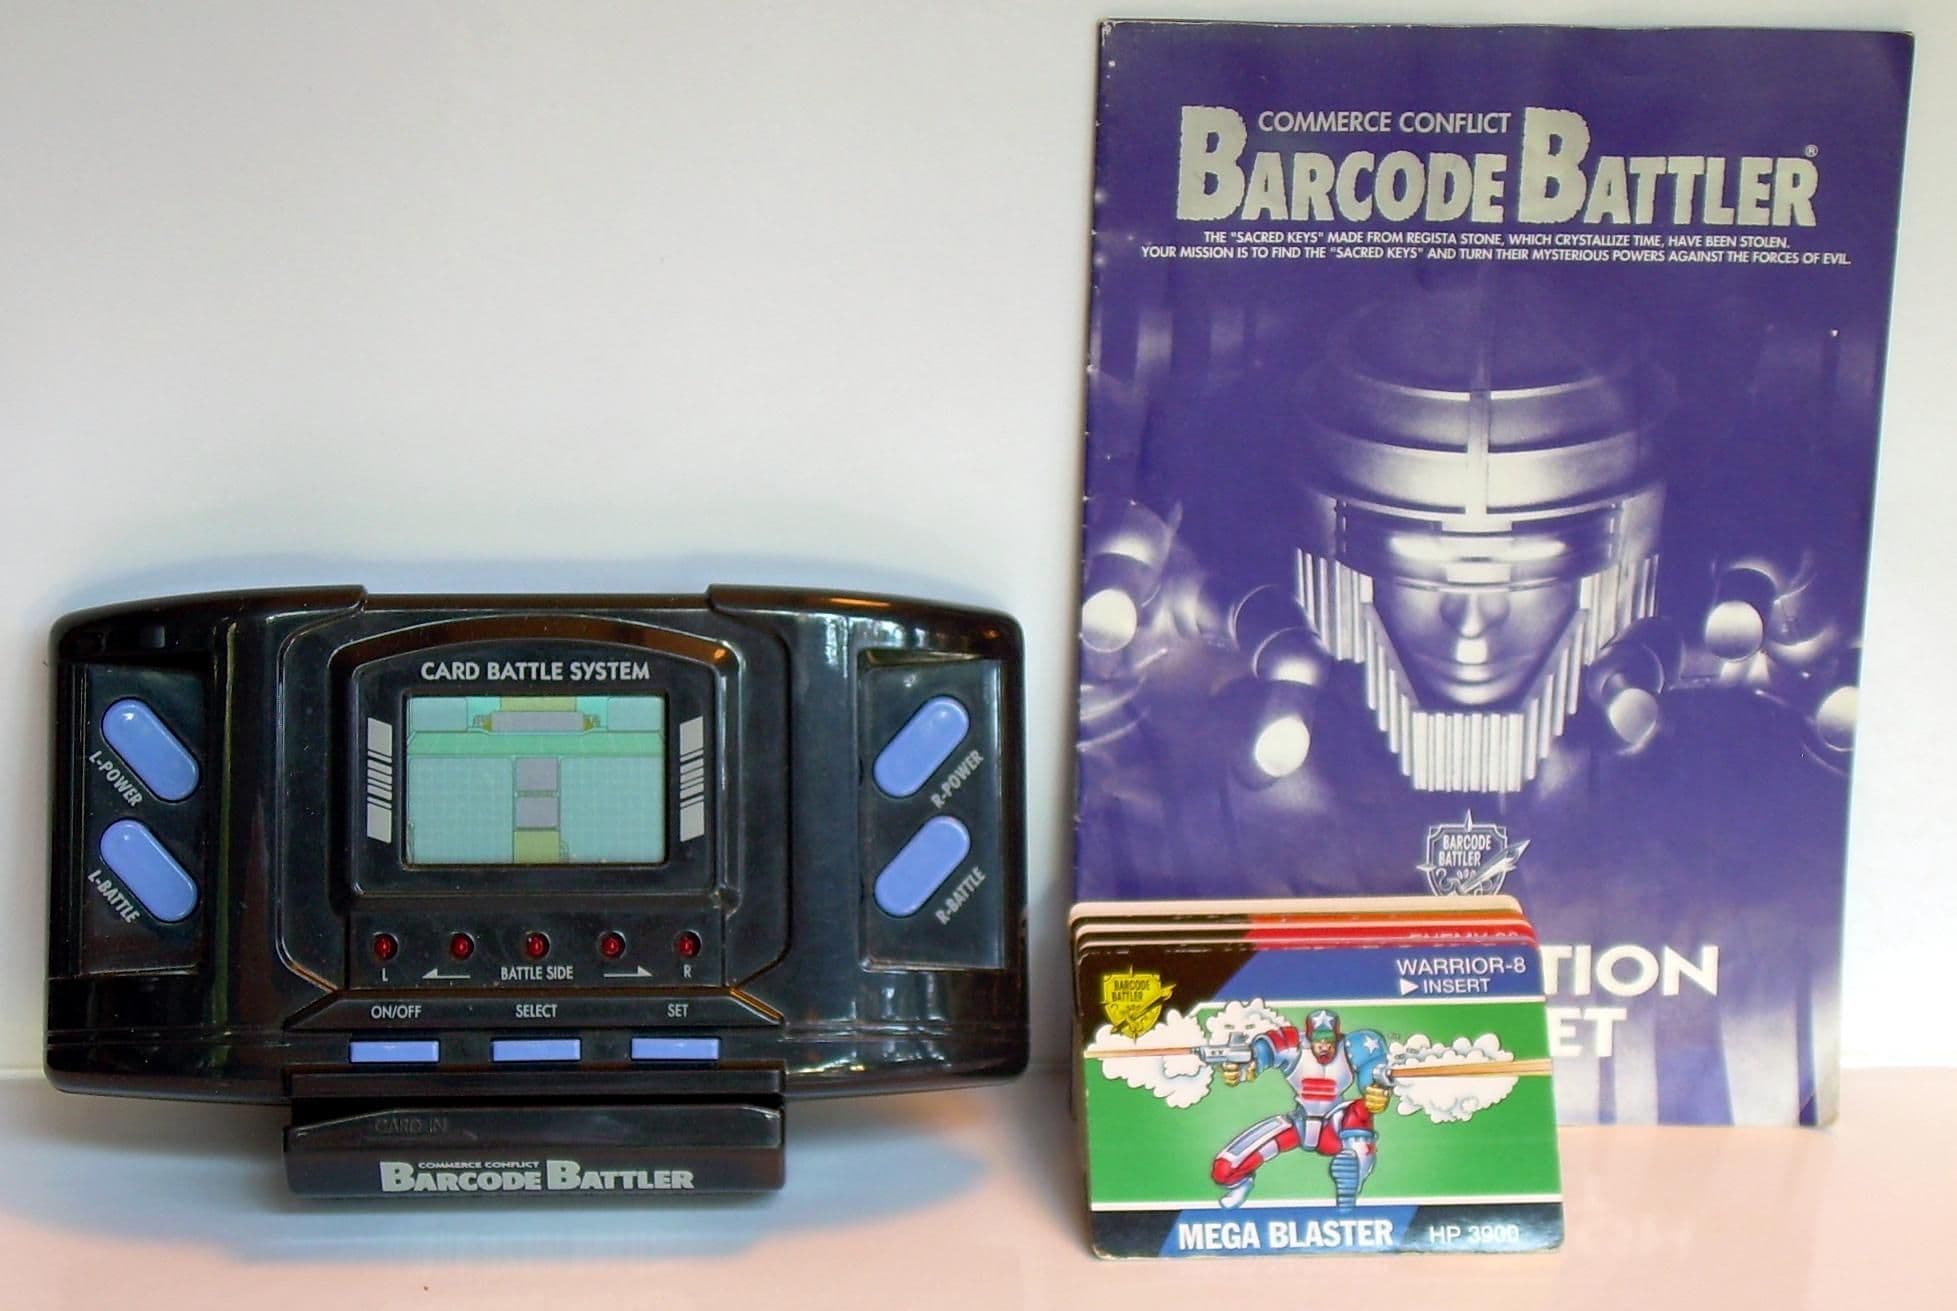 CARD BATTLE SYSTEM
L-POWER
L-BATTLE
R-POWER
R-BATTLE
L
BATTLE SIDE
R
ON/OFF
SELECT
SET
CARD IN
COMMERCE CONFLICT
BARCODE BATTLER
COMMERCE CONFLICT
BARCODE BATTLER®
THE "SACRED KEYS" MADE FROM REGISTA STONE, WHICH CRYSTALLIZE TIME, HAVE BEEN STOLEN.
YOUR MISSION IS TO FIND THE "SACRED KEYS" AND TURN THEIR MYSTERIOUS POWERS AGAINST THE FORCES OF EVIL.
BARCODE
BATTLER
TION
ET
WARRIOR-8
▶ INSERT
BARCODE
BATTLER
MEGA BLASTER HP 3900